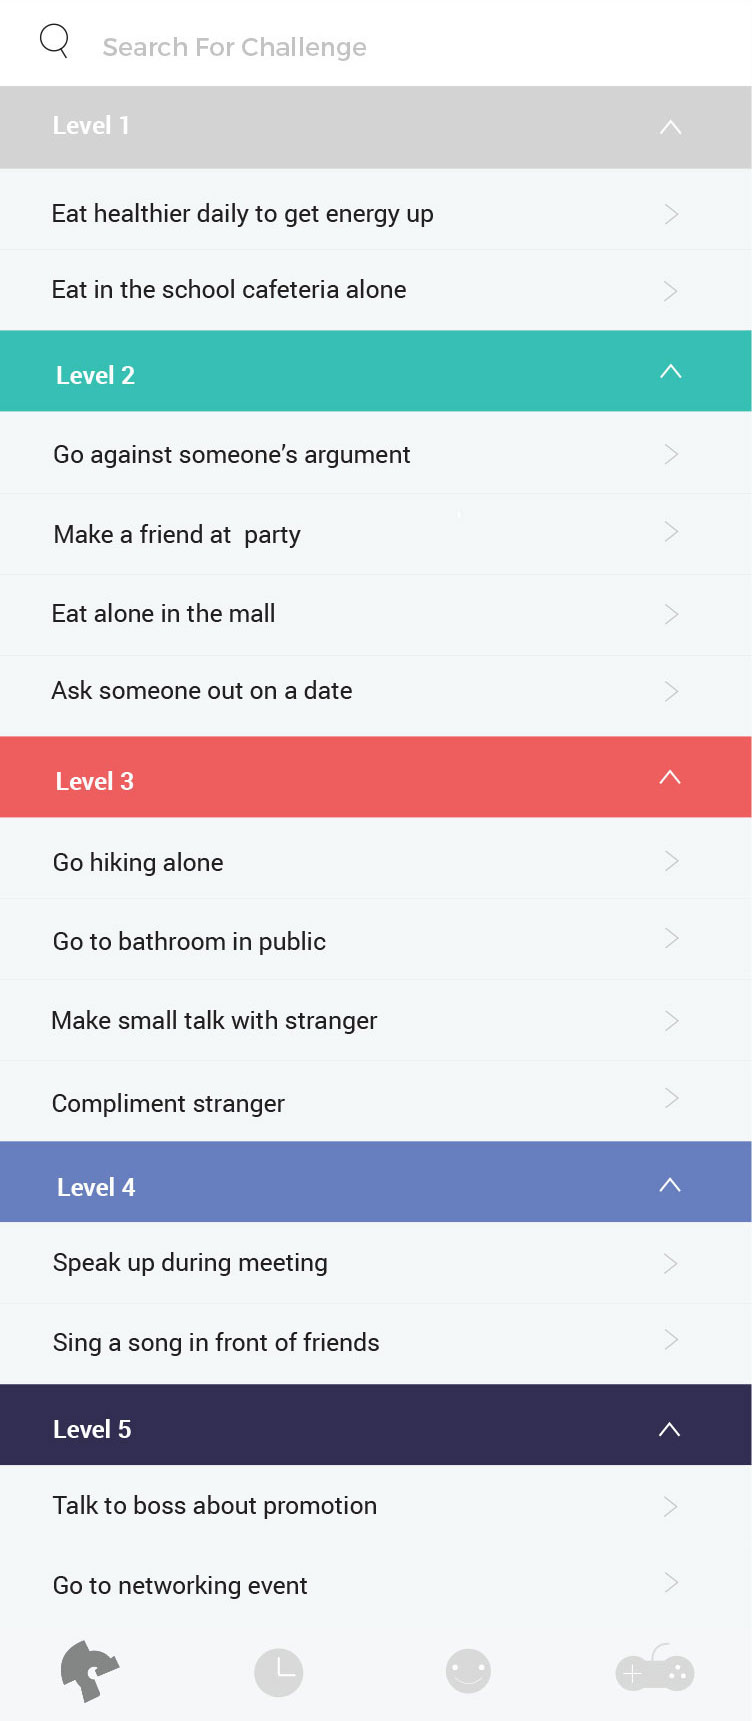 Search For Challenge
Level 1
Eat healthier daily to get energy up
Eat in the school cafeteria alone
Level 2
Go against someone’s argument
Make a friend at  party
Eat alone in the mall
Ask someone out on a date
Level 3
Go hiking alone
Go to bathroom in public
Make small talk with stranger
Compliment stranger
Level 4
Speak up during meeting
Sing a song in front of friends
Level 5
Talk to boss about promotion
Go to networking event